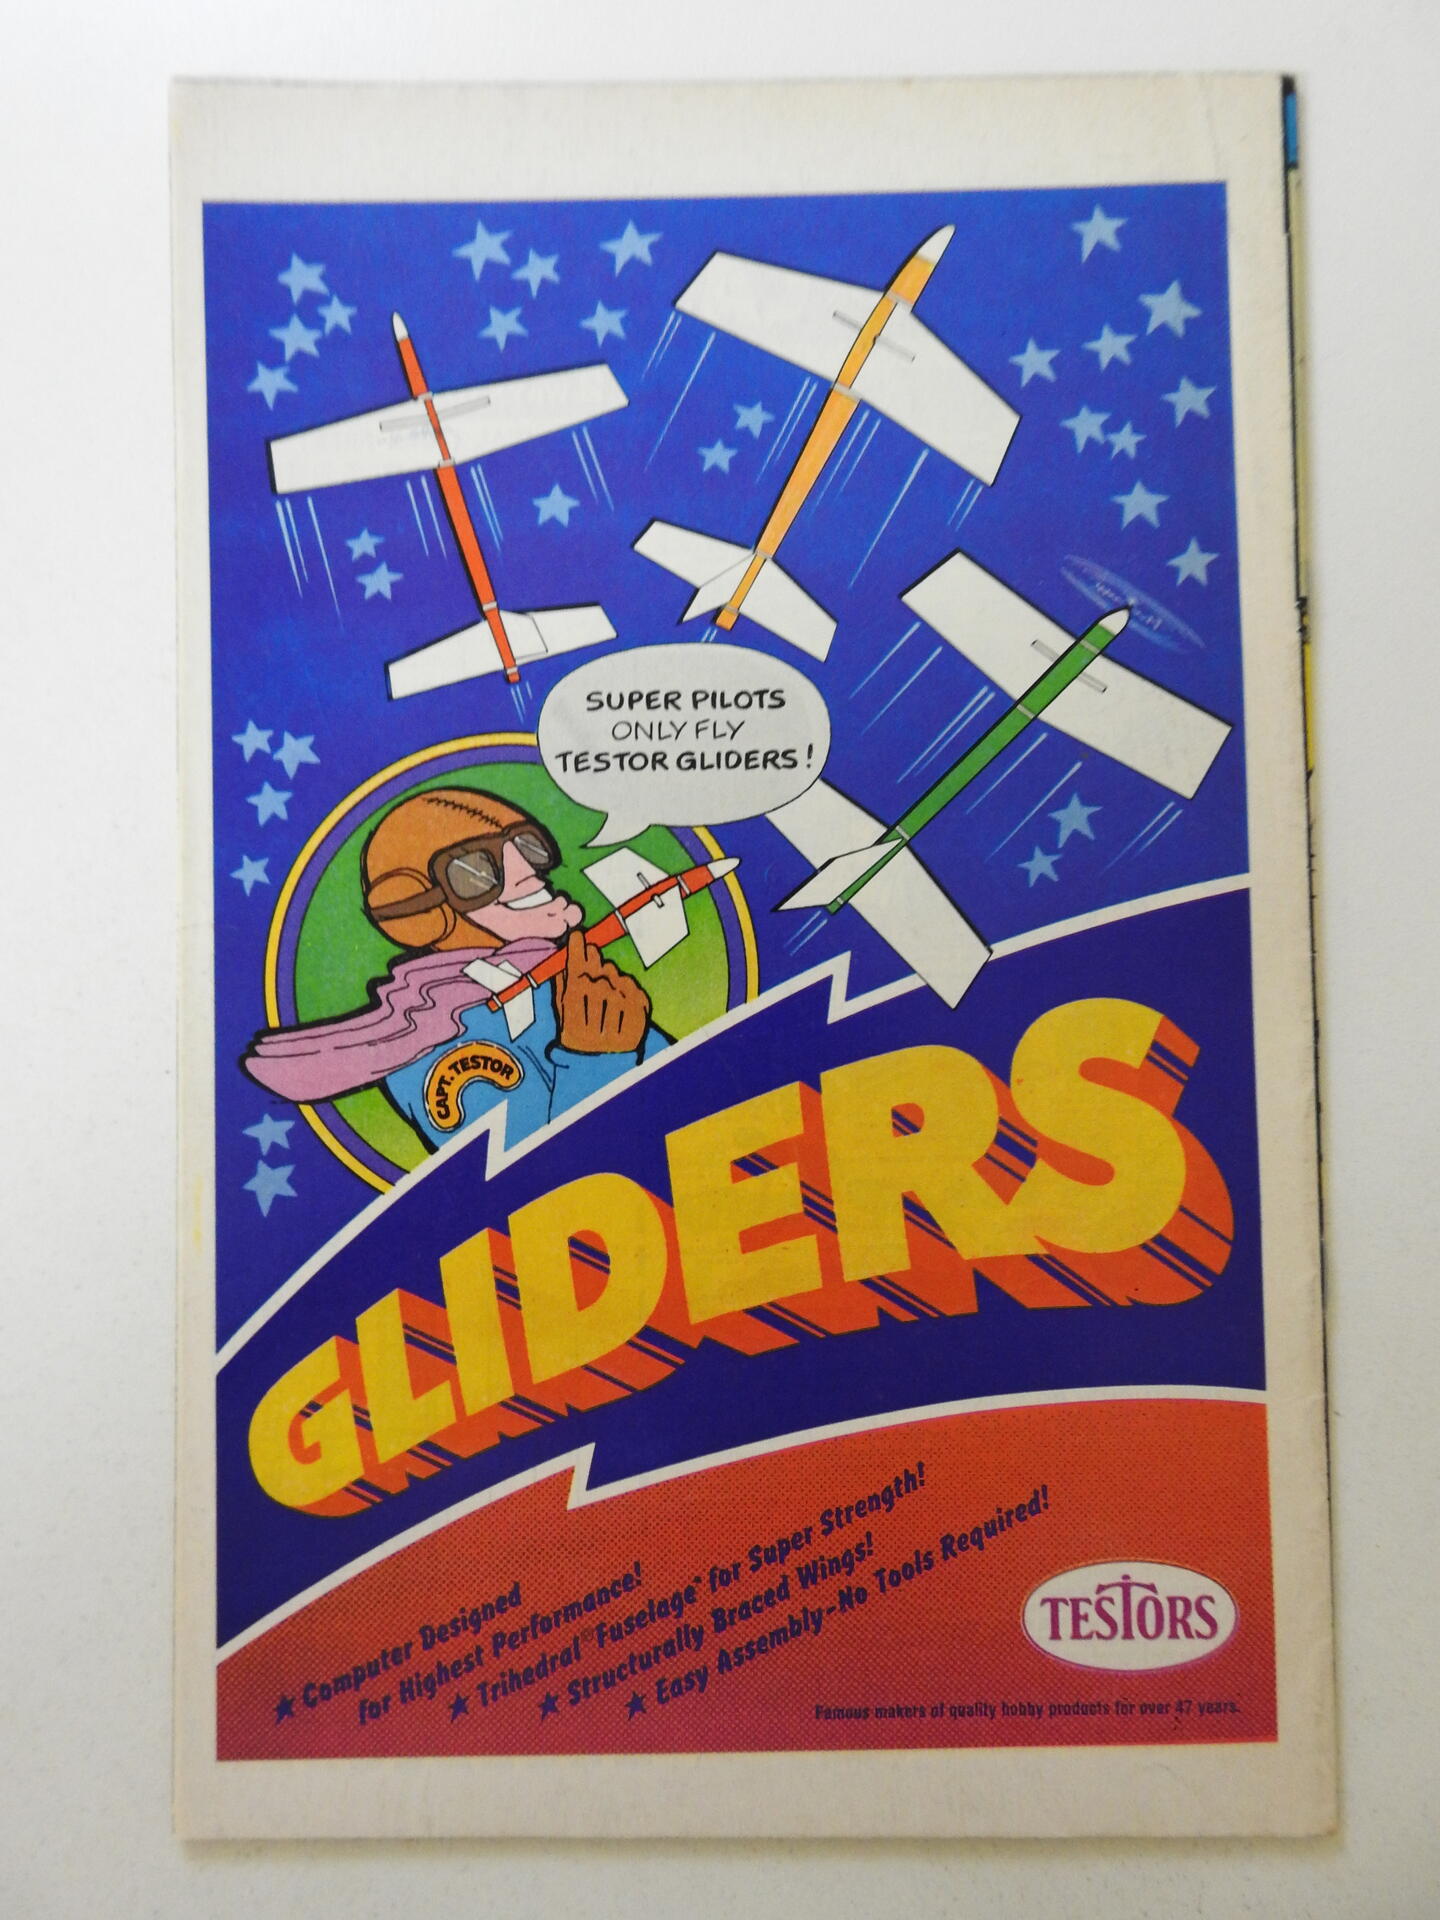 SUPER PILOTS
ONLY FLY
TESTOR GLIDERS!
CAPT. TESTOR
GLIDERS
★ Computer Designed
for Highest Performance!
★ Trihedral® Fuselage* for Super Strength!
★ Structurally Braced Wings!
★ Easy Assembly-No Tools Required!
TESTORS
Famous makers of quality hobby products for over 47 years.